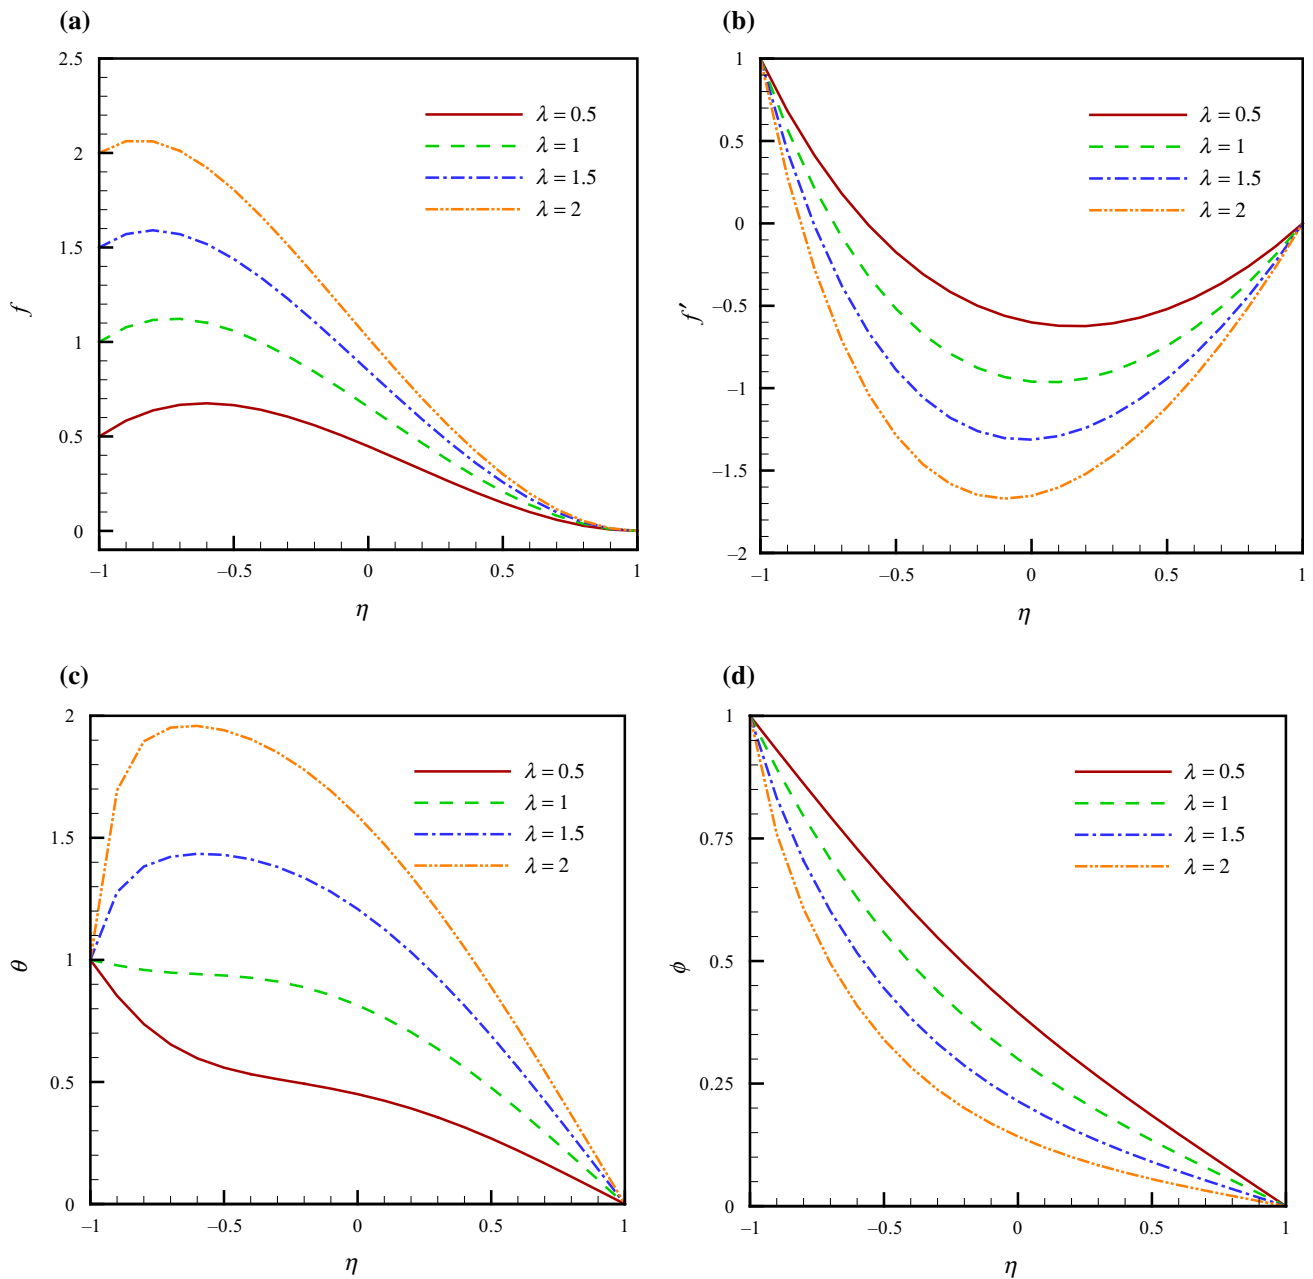 (a)
2.5
2
1.5
1
0.5
0
f
λ = 0.5
λ = 1
λ = 1.5
λ = 2
–1
–0.5
0
0.5
1
η
(b)
1
0.5
0
–0.5
–1
–1.5
–2
f′
λ = 0.5
λ = 1
λ = 1.5
λ = 2
–1
–0.5
0
0.5
1
η
(c)
2
1.5
1
0.5
0
θ
λ = 0.5
λ = 1
λ = 1.5
λ = 2
–1
–0.5
0
0.5
1
η
(d)
1
0.75
0.5
0.25
0
ϕ
λ = 0.5
λ = 1
λ = 1.5
λ = 2
–1
–0.5
0
0.5
1
η